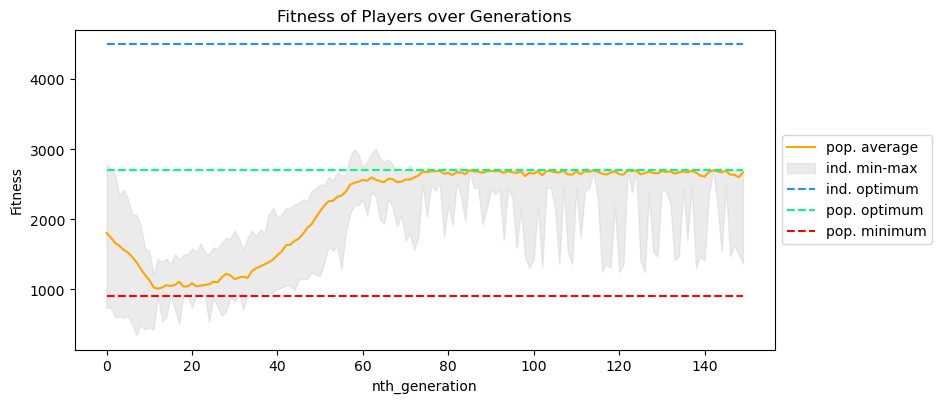 Fitness of Players over Generations
Fitness
4000
3000
2000
1000
0
20
40
60
80
100
120
140
nth_generation
pop. average
ind. min-max
ind. optimum
pop. optimum
pop. minimum